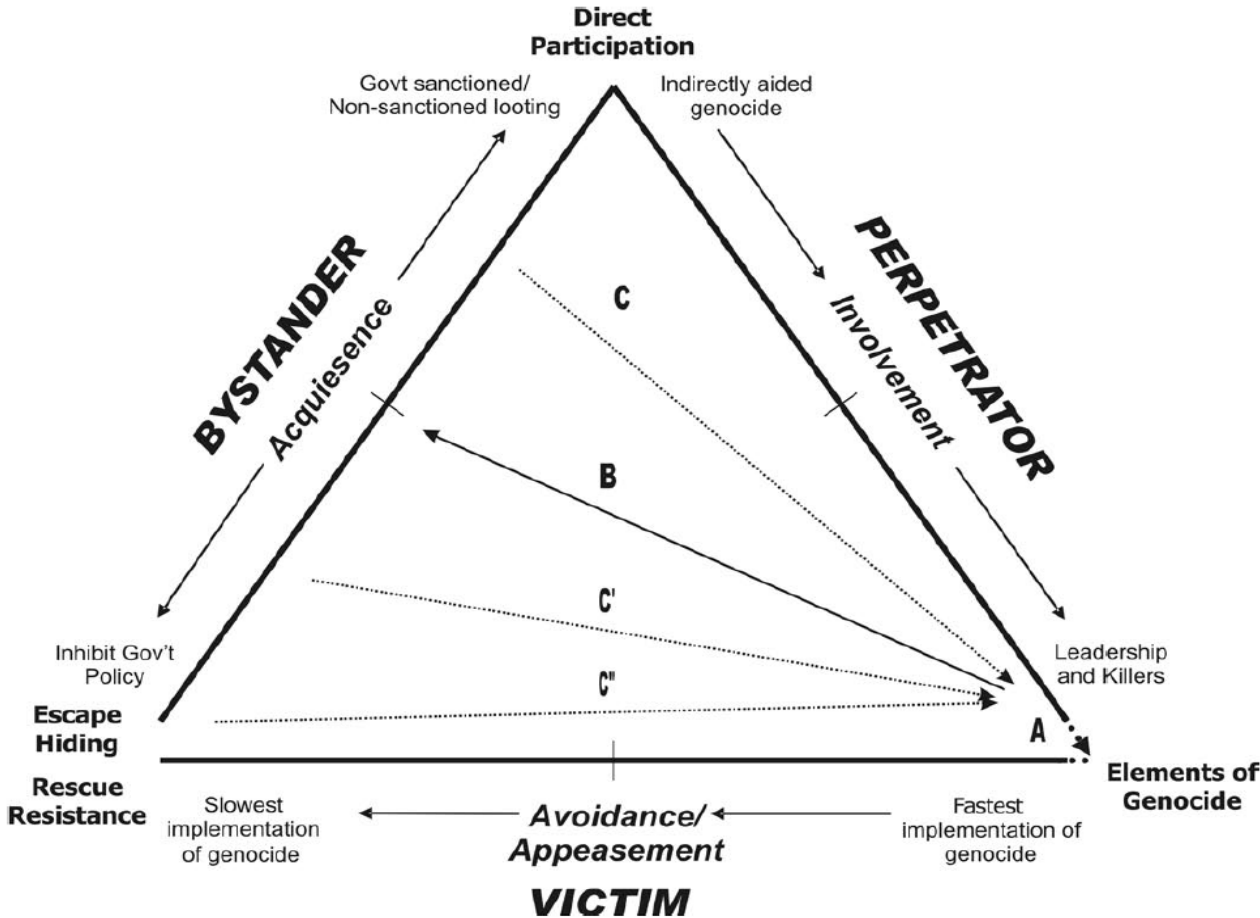 Direct
Participation
Govt sanctioned/
Non-sanctioned looting
Indirectly aided
genocide
BYSTANDER
Acquiesence
PERPETRATOR
Involvement
C
B
C'
C"
A
Inhibit Gov't
Policy
Leadership
and Killers
Escape
Hiding
Rescue
Resistance
Elements of
Genocide
Slowest
implementation
of genocide
Avoidance/
Appeasement
Fastest
implementation of
genocide
VICTIM